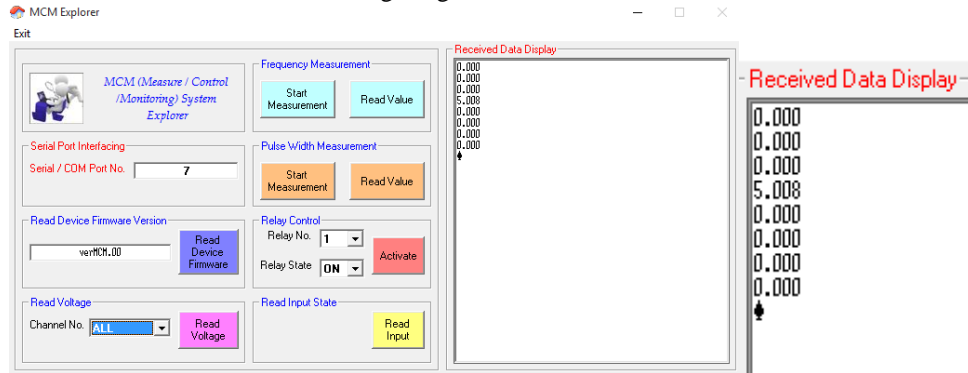 MCM Explorer
Exit
MCM (Measure / Control
/Monitoring) System
Explorer
Serial Port Interfacing
Serial / COM Port No.
7
Read Device Firmware Version
verMCM.00
Read
Device
Firmware
Read Voltage
Channel No.
ALL
Read
Voltage
Frequency Measurement
Start
Measurement
Read Value
Pulse Width Measurement
Start
Measurement
Read Value
Relay Control
Relay No.
1
Relay State
ON
Activate
Read Input State
Read
Input
Received Data Display
0.000
0.000
0.000
5.008
0.000
0.000
0.000
0.000
Received Data Display
0.000
0.000
0.000
5.008
0.000
0.000
0.000
0.000